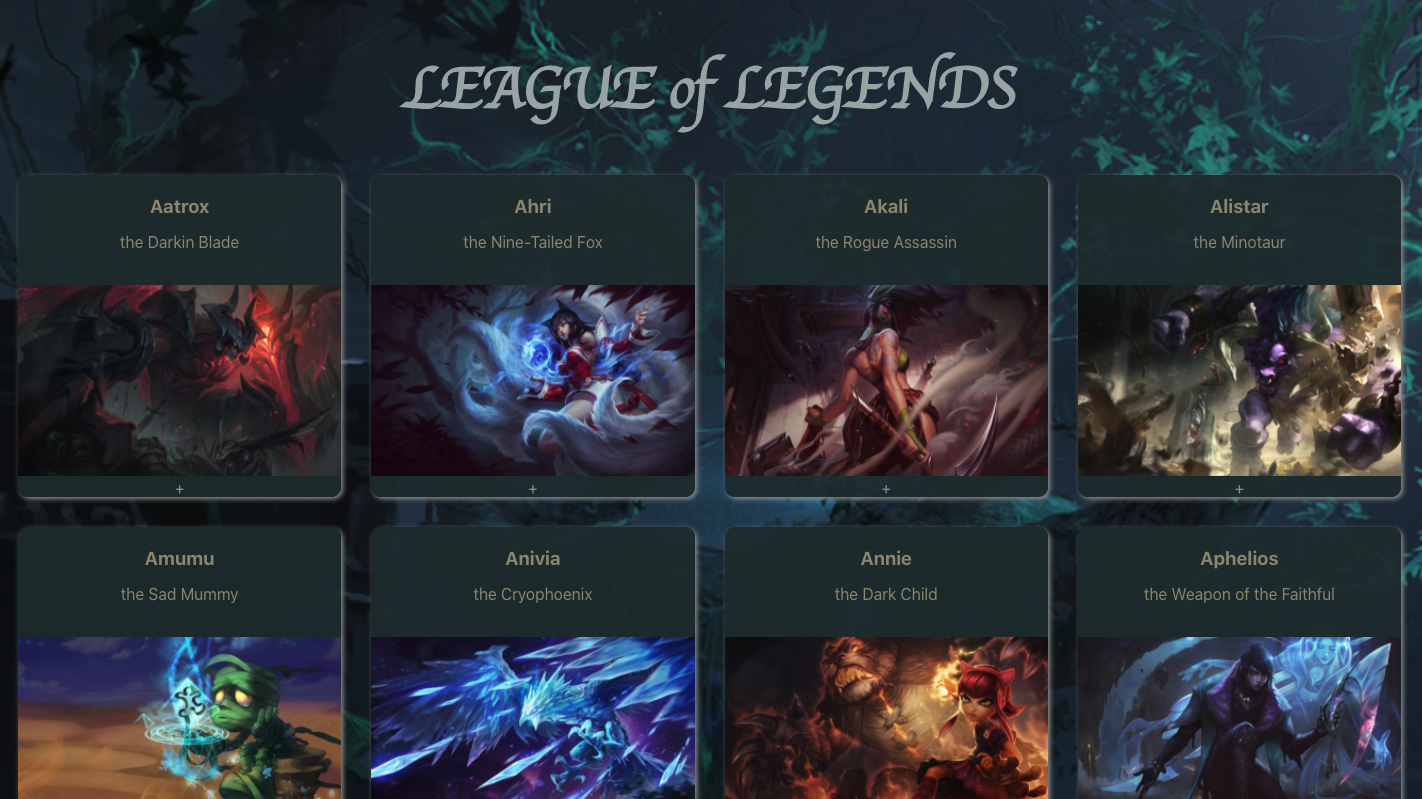 LEAGUE of LEGENDS
Aatrox
the Darkin Blade
+
Ahri
the Nine-Tailed Fox
+
Akali
the Rogue Assassin
+
Alistar
the Minotaur
+
Amumu
the Sad Mummy
Anivia
the Cryophoenix
Annie
the Dark Child
Aphelios
the Weapon of the Faithful